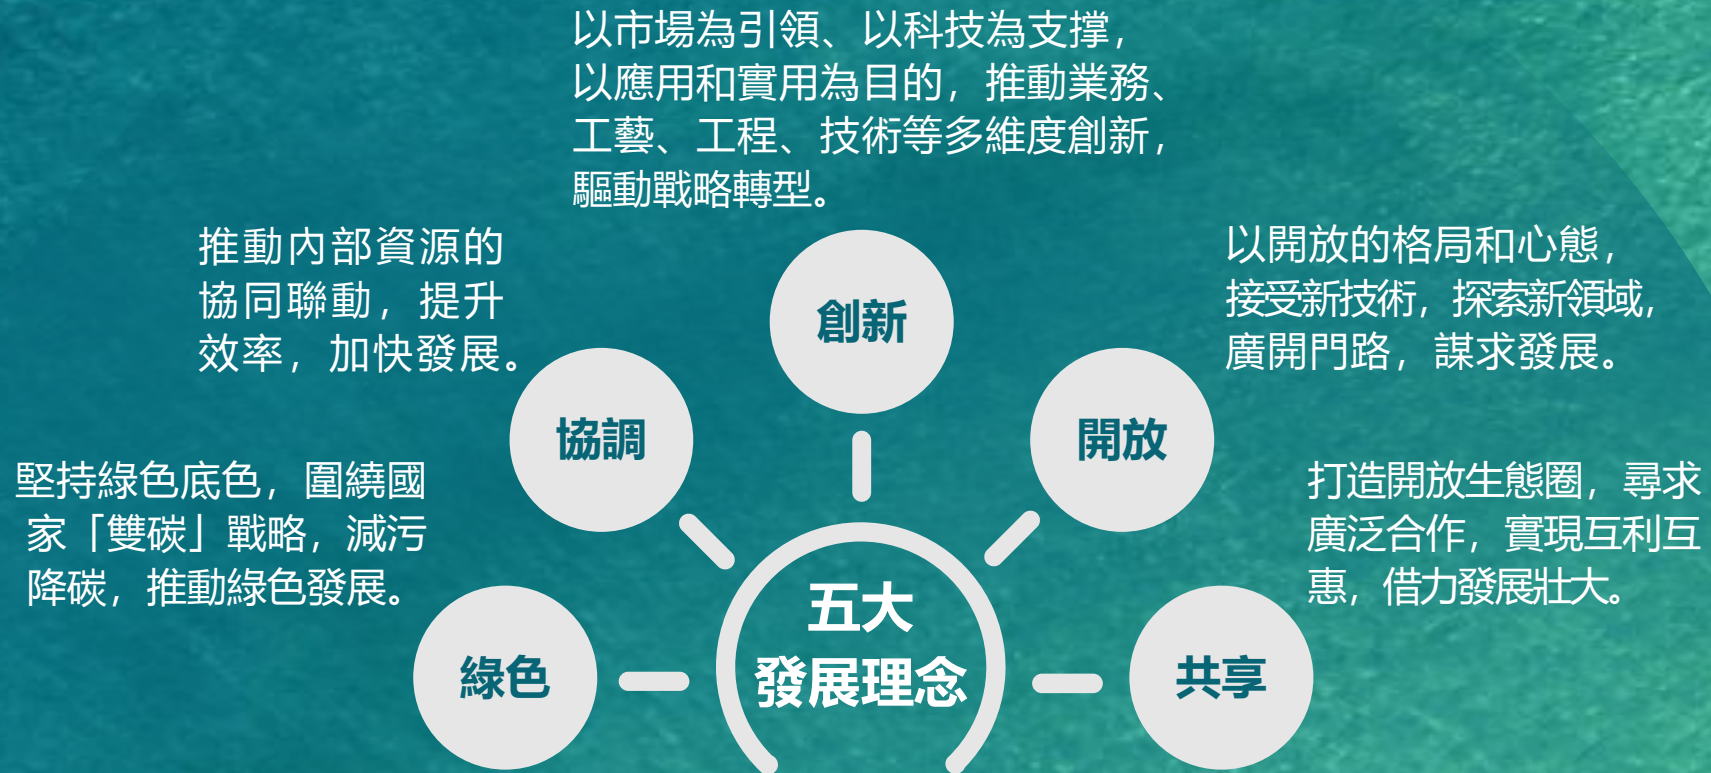 以市場為引領、以科技為支撑，
以應用和實用為目的，推動業務、
工藝、工程、技術等多維度創新，
驅動戰略轉型。
創新
推動內部資源的
協同聯動，提升
效率，加快發展。
協調
以開放的格局和心態，
接受新技術，探索新領域，
廣開門路，謀求發展。
開放
堅持綠色底色，圍繞國
家「雙碳」戰略，減污
降碳，推動綠色發展。
綠色
打造開放生態圈，尋求
廣泛合作，實現互利互
惠，借力發展壯大。
共享
五大
發展理念